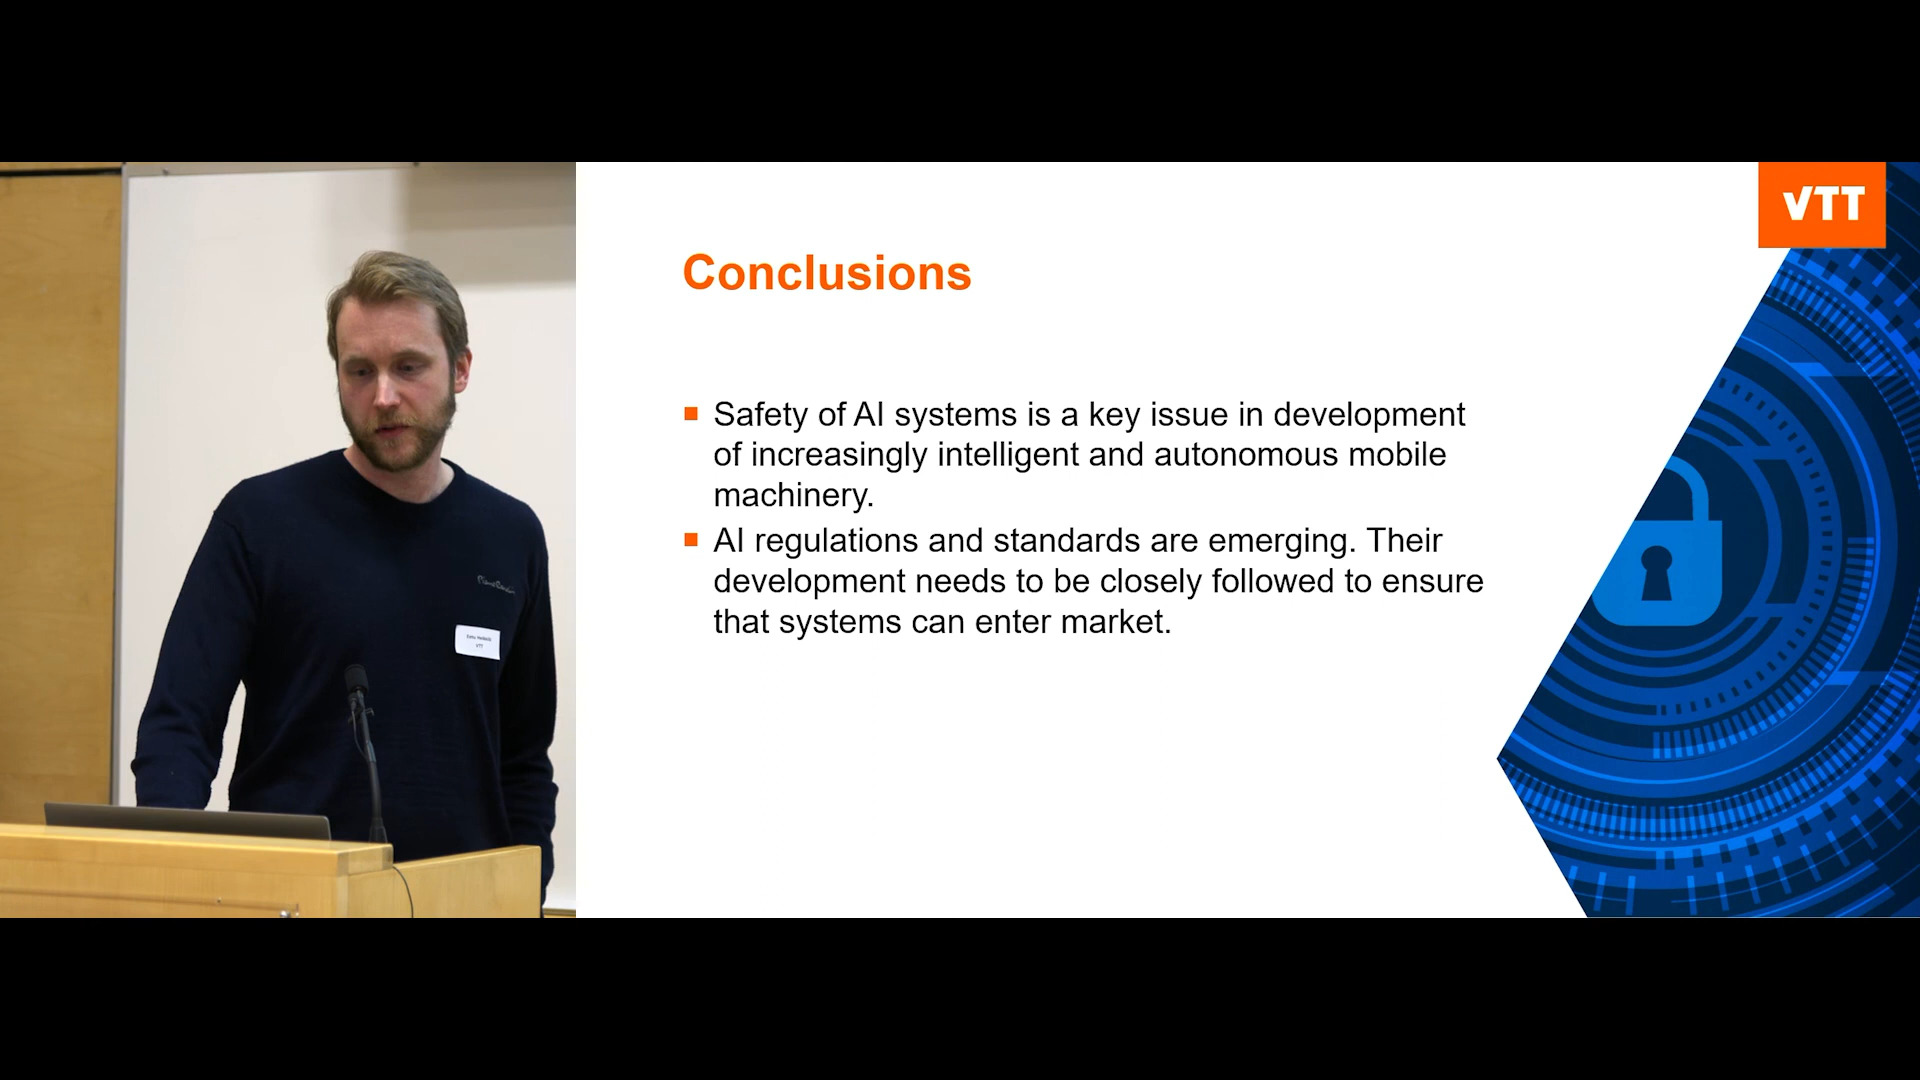 VTT
Conclusions
Safety of AI systems is a key issue in development
of increasingly intelligent and autonomous mobile
machinery.
AI regulations and standards are emerging. Their
development needs to be closely followed to ensure
that systems can enter market.
VTT